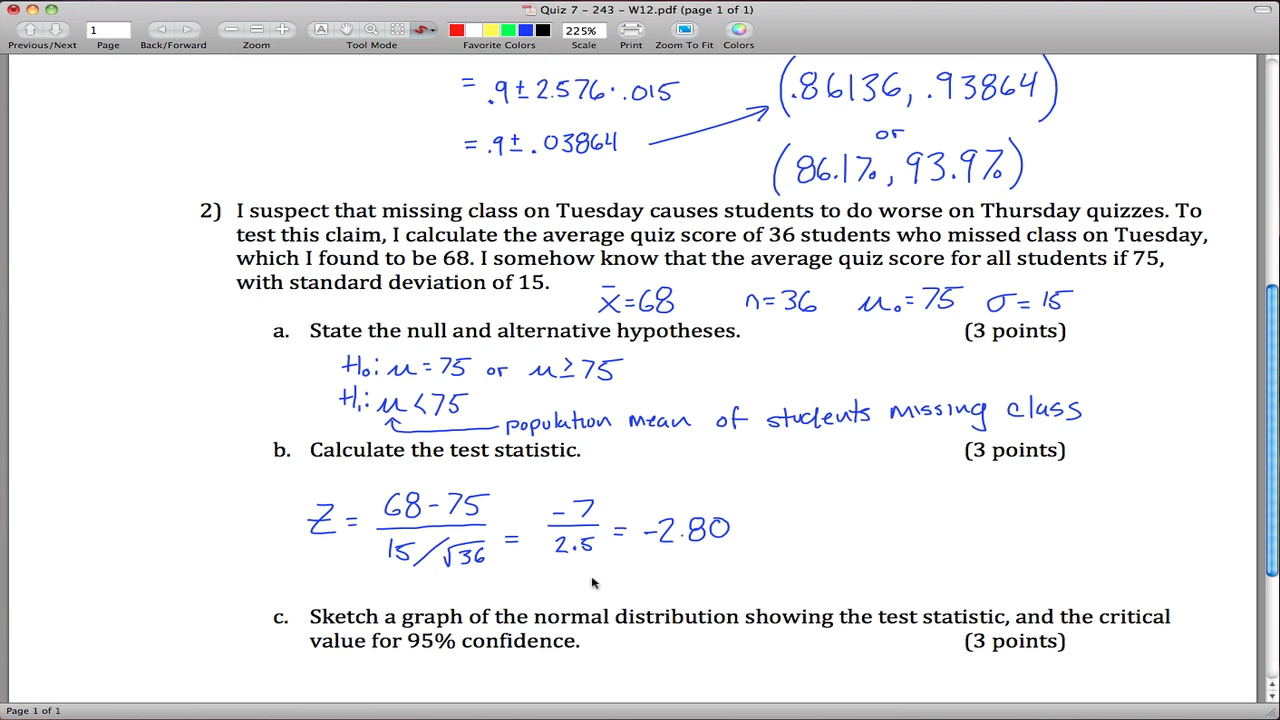 Quiz 7 - 243 - W12.pdf (page 1 of 1)
1
225%
Previous/Next Page Back/Forward Zoom Tool Mode Favorite Colors Scale Print Zoom To Fit Colors
= .9 ± 2.576 · .015
(.86136, .93864)
or
= .9 ± .03864
(86.1%, 93.9%)
2) I suspect that missing class on Tuesday causes students to do worse on Thursday quizzes. To
test this claim, I calculate the average quiz score of 36 students who missed class on Tuesday,
which I found to be 68. I somehow know that the average quiz score for all students if 75,
with standard deviation of 15.
x̄=68 n=36 μ₀=75 σ=15
a. State the null and alternative hypotheses. (3 points)
H₀: μ=75 or μ≥75
H₁: μ<75
population mean of students missing class
b. Calculate the test statistic. (3 points)
Z = (68-75)/(15/√36) = -7/2.5 = -2.80
c. Sketch a graph of the normal distribution showing the test statistic, and the critical
value for 95% confidence. (3 points)
Page 1 of 1